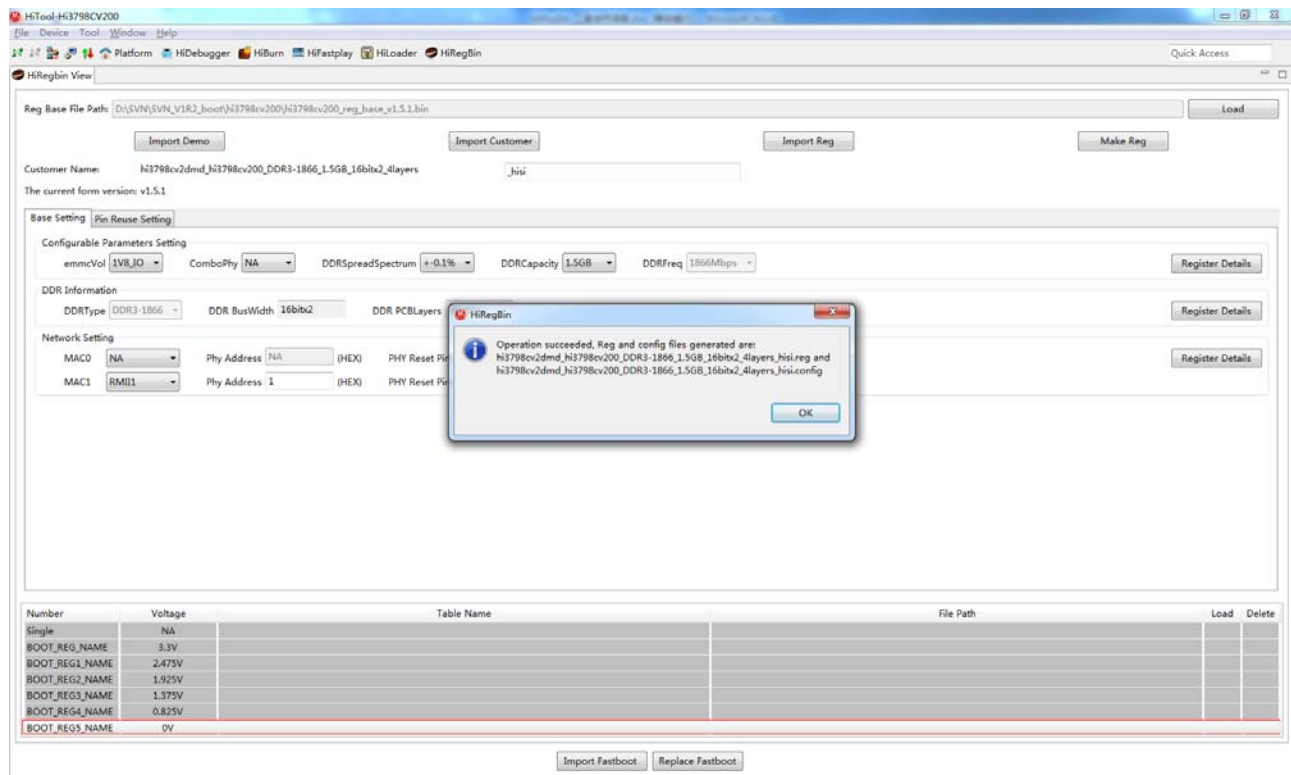 HiTool-Hi3798CV200
File Device Tool Window Help
Platform HiDebugger HiBurn HiFastplay HiLoader HiRegBin Quick Access
HiRegbin View
Reg Base File Path: D:\SVN\SVN_V1R2_boot\hi3798cv200\hi3798cv200_reg_base_v1.5.1.bin Load
Import Demo Import Customer Import Reg Make Reg
Customer Name: hi3798cv2dmd_hi3798cv200_DDR3-1866_1.5GB_16bitx2_4layers _hisi
The current form version: v1.5.1
Base Setting Pin Reuse Setting
Configurable Parameters Setting
emmcVol 1V8_IO ComboPhy NA DDRSpreadSpectrum +-0.1% DDRCapacity 1.5GB DDRFreq 1866Mbps Register Details
DDR Information
DDRType DDR3-1866 DDR BusWidth 16bitx2 DDR PCBLayers Register Details
Network Setting
MAC0 NA Phy Address NA (HEX) PHY Reset Pin Register Details
MAC1 RMII1 Phy Address 1 (HEX) PHY Reset Pin
HiRegBin
Operation succeeded, Reg and config files generated are:
hi3798cv2dmd_hi3798cv200_DDR3-1866_1.5GB_16bitx2_4layers_hisi.reg and
hi3798cv2dmd_hi3798cv200_DDR3-1866_1.5GB_16bitx2_4layers_hisi.config
OK
Number Voltage Table Name File Path Load Delete
Single NA
BOOT_REG_NAME 3.3V
BOOT_REG1_NAME 2.475V
BOOT_REG2_NAME 1.925V
BOOT_REG3_NAME 1.375V
BOOT_REG4_NAME 0.825V
BOOT_REG5_NAME 0V
Import Fastboot Replace Fastboot